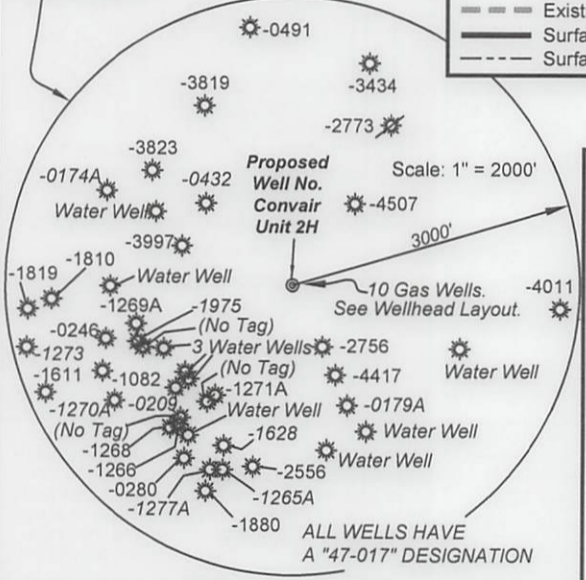 Exist
Surfa
Surfa
-0491
-3434
-3819
-2773
-3823
Proposed
Well No.
Convair
Unit 2H
Scale: 1" = 2000'
-0174A
-0432
Water Well
-4507
3000'
-3997
Water Well
-1819
-1810
10 Gas Wells.
See Wellhead Layout.
-4011
-1269A
-1975
(No Tag)
-0246
3 Water Wells
-2756
Water Well
-1273
(No Tag)
-1611
-1082
-1271A
-4417
-1270A
-0209
Water Well
-0179A
(No Tag)
Water Well
-1268
-1628
-1266
Water Well
-0280
-2556
-1277A
-1265A
-1880
ALL WELLS HAVE
A "47-017" DESIGNATION